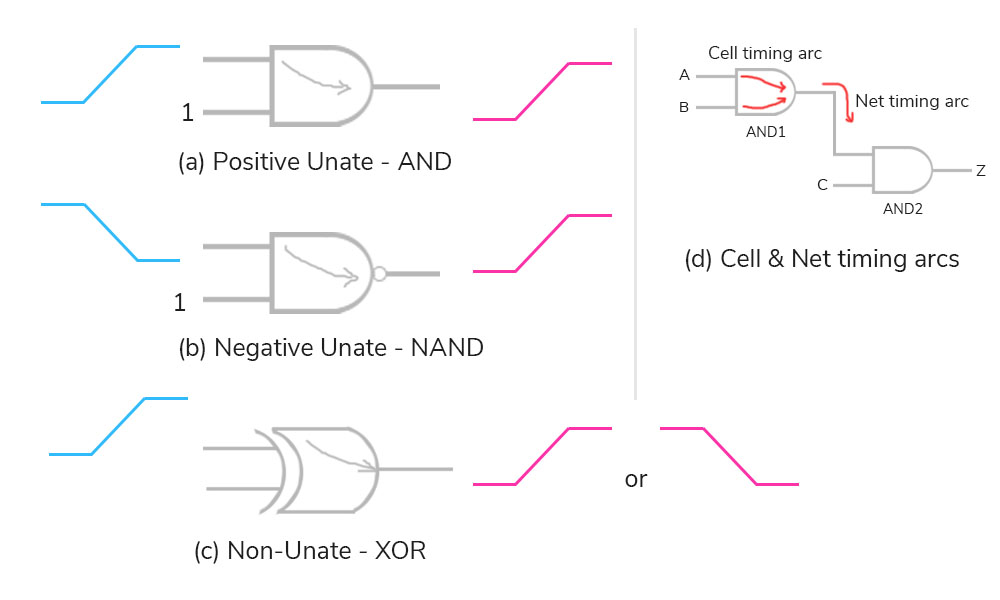 1
(a) Positive Unate - AND
1
(b) Negative Unate - NAND
or
(c) Non-Unate - XOR
Cell timing arc
A
B
Net timing arc
AND1
C
Z
AND2
(d) Cell & Net timing arcs